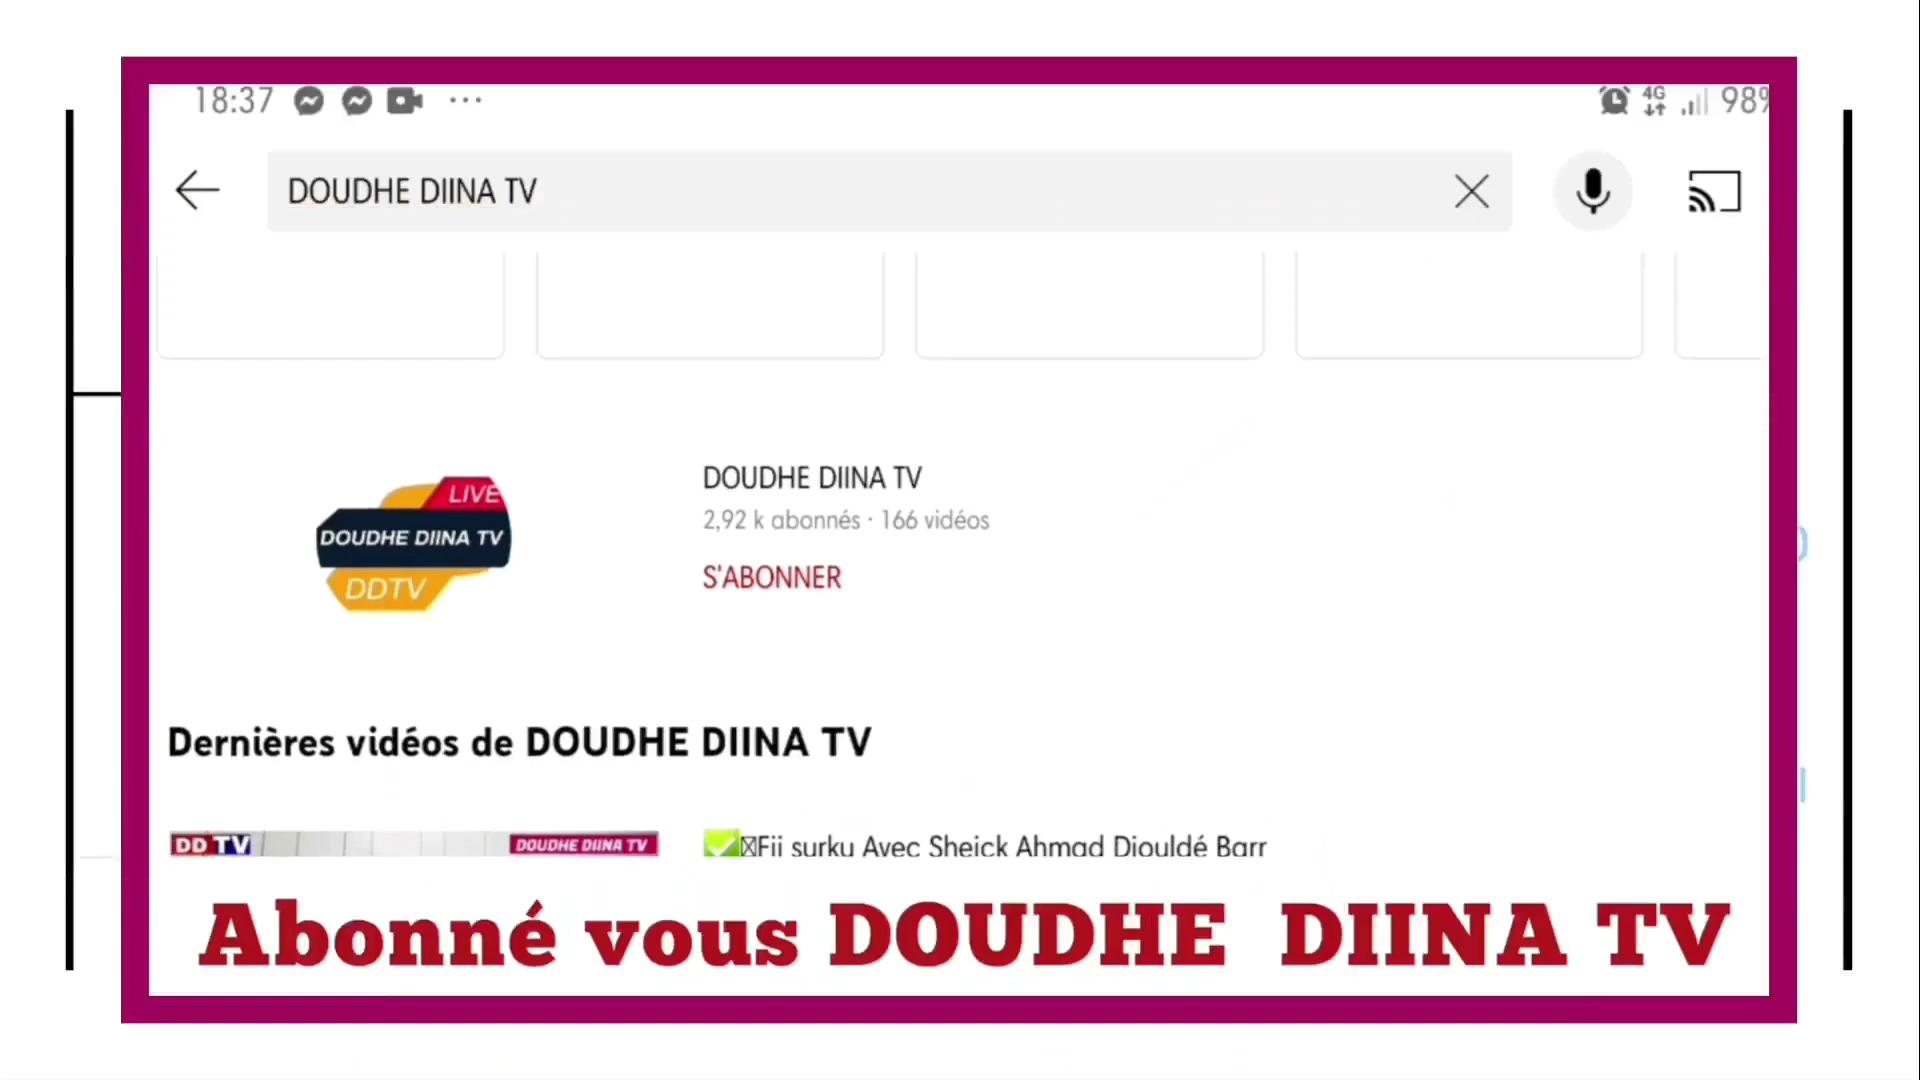 18:37
4G
98%
DOUDHE DIINA TV
LIVE
DOUDHE DIINA TV
DDTV
DOUDHE DIINA TV
2,92 k abonnés · 166 vidéos
S'ABONNER
Dernières vidéos de DOUDHE DIINA TV
DD TV
DOUDHE DIINA TV
✅Fii surku Avec Sheick Ahmad Diouldé Barr
Abonné vous DOUDHE DIINA TV